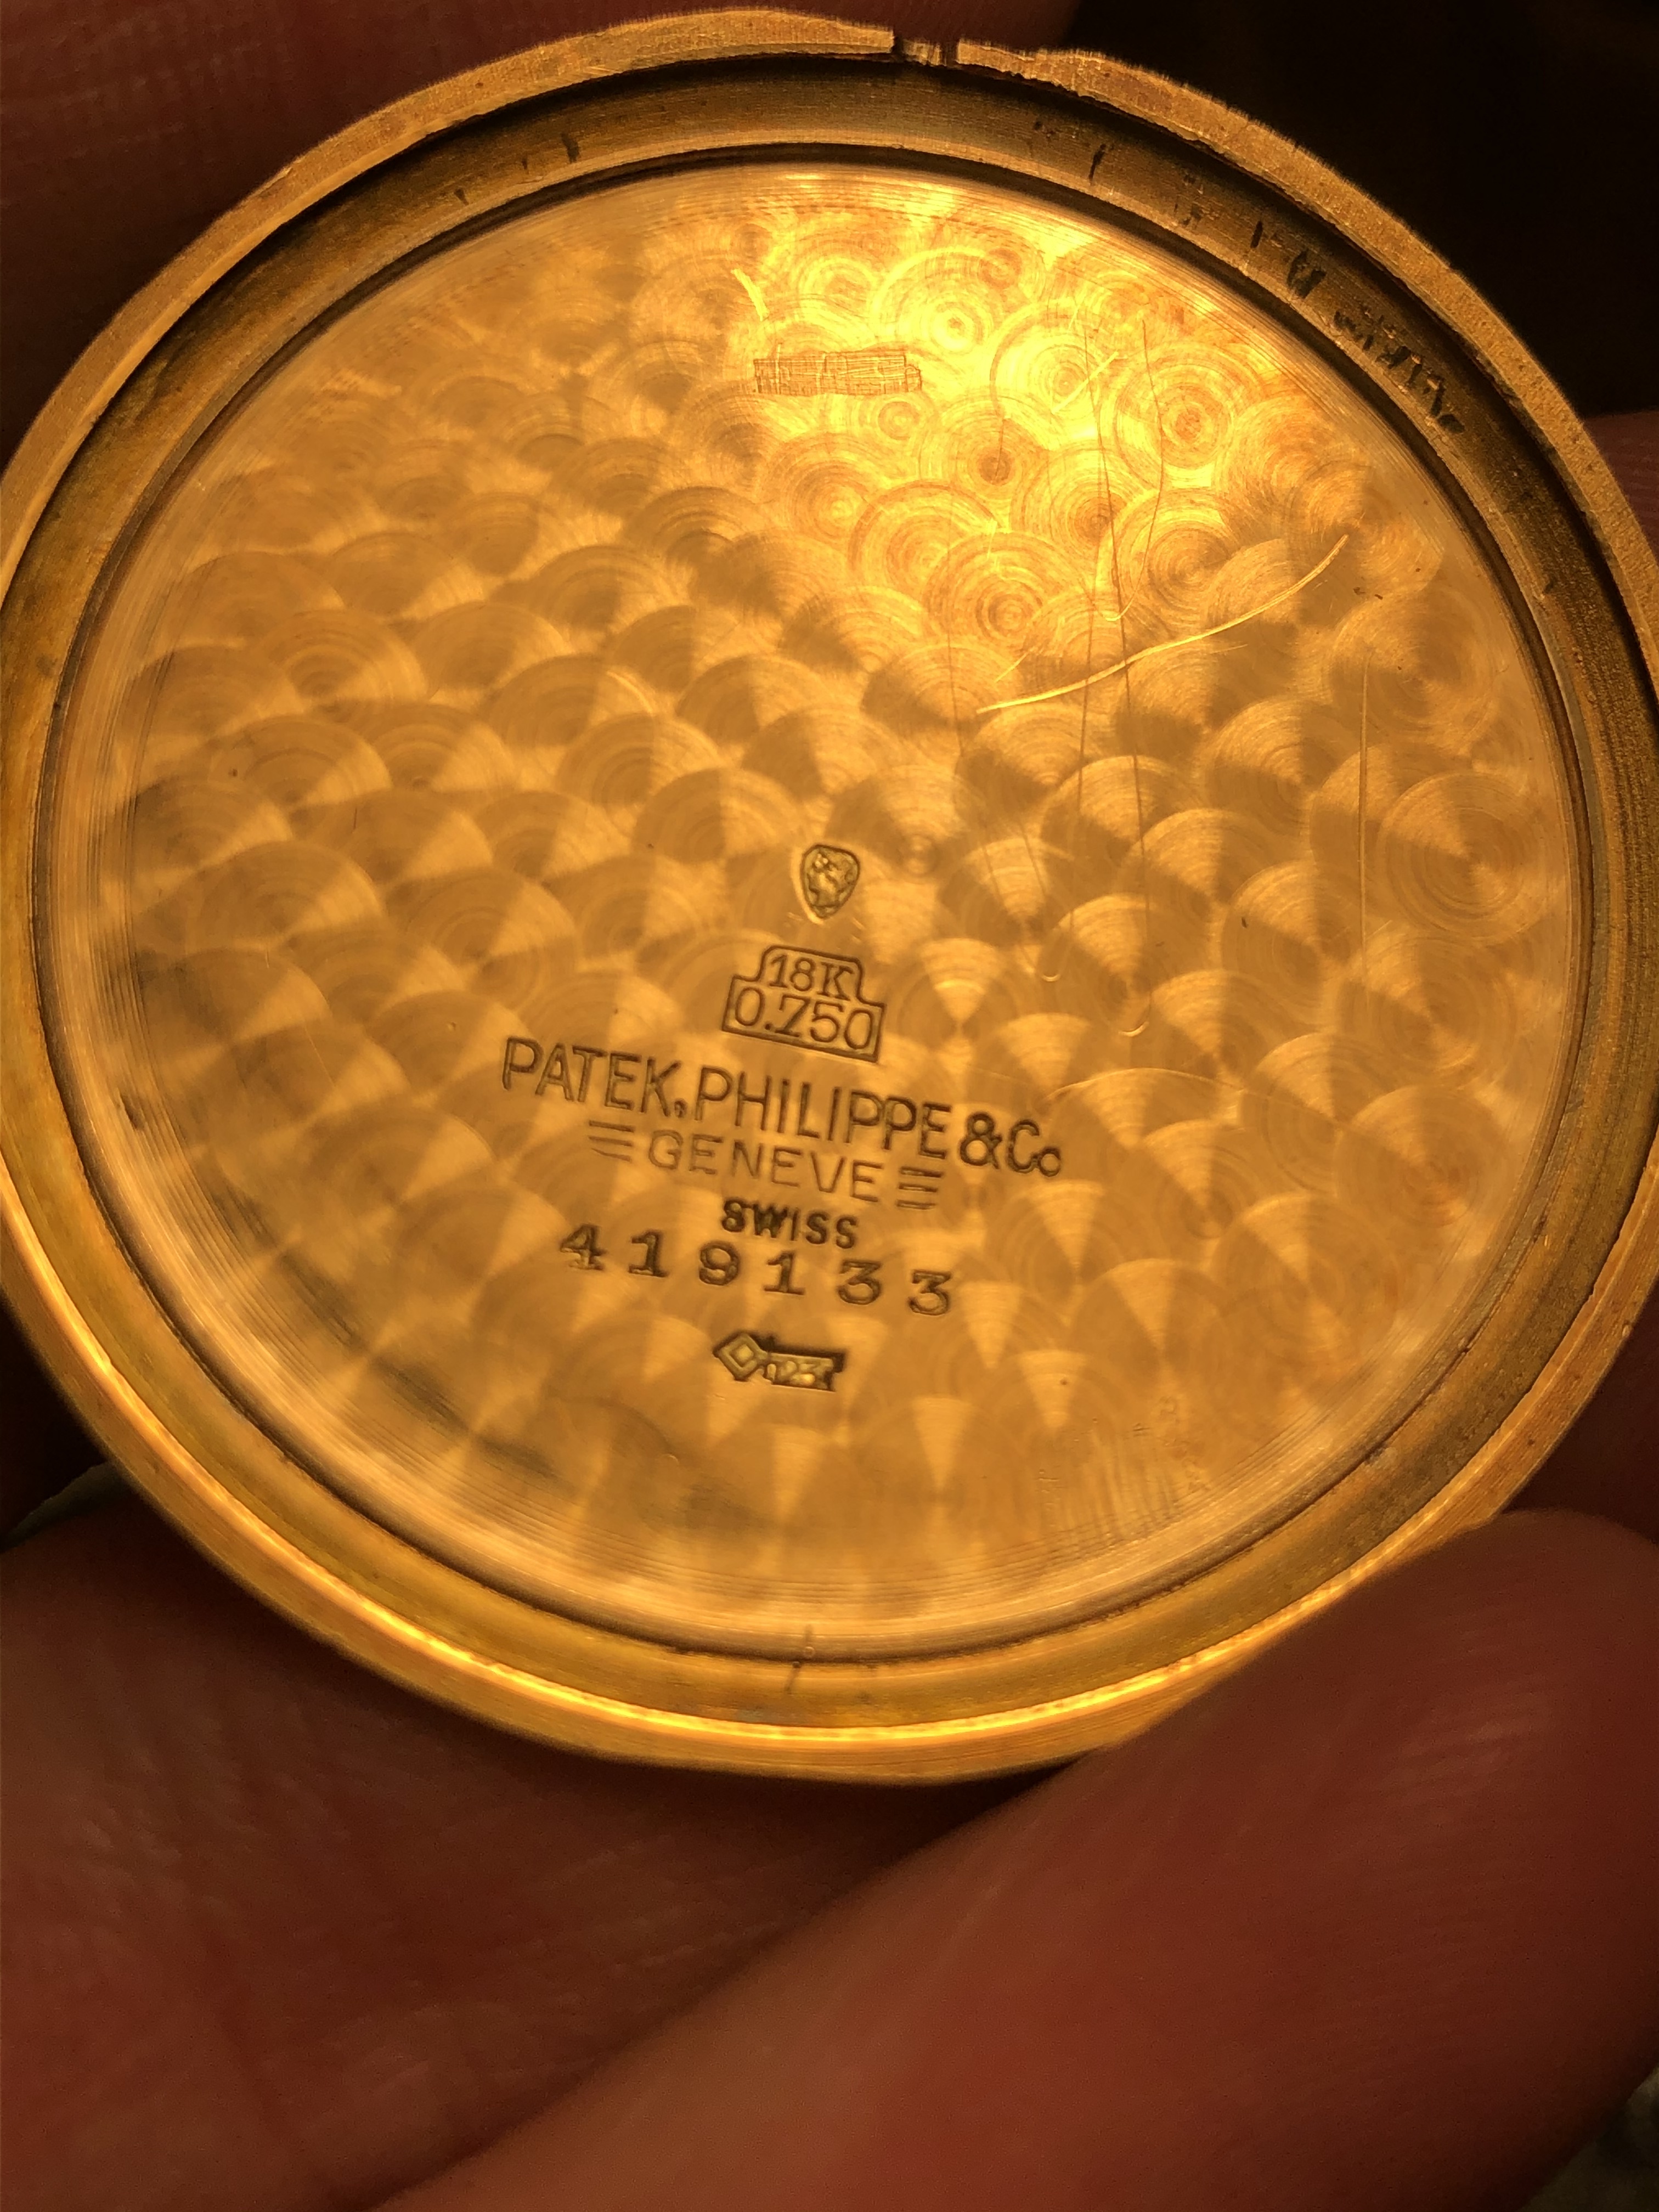 18K
0.750
PATEK, PHILIPPE & Co
GENEVE
SWISS
419133